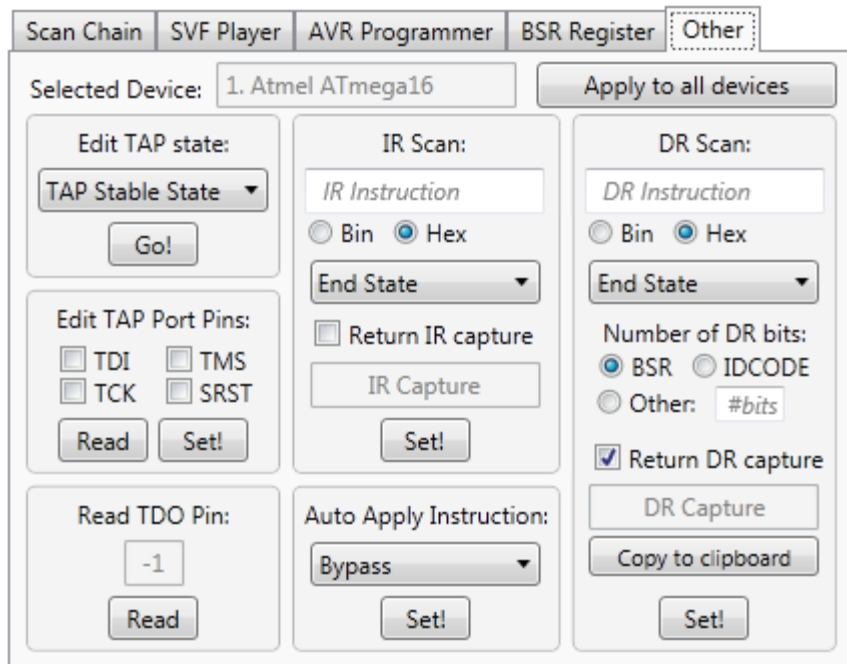 Scan Chain SVF Player AVR Programmer BSR Register Other
Selected Device: 1. Atmel ATmega16 Apply to all devices
Edit TAP state:
TAP Stable State
Go!
Edit TAP Port Pins:
TDI TMS
TCK SRST
Read Set!
Read TDO Pin:
-1
Read
IR Scan:
IR Instruction
Bin Hex
End State
Return IR capture
IR Capture
Set!
Auto Apply Instruction:
Bypass
Set!
DR Scan:
DR Instruction
Bin Hex
End State
Number of DR bits:
BSR IDCODE
Other: #bits
Return DR capture
DR Capture
Copy to clipboard
Set!